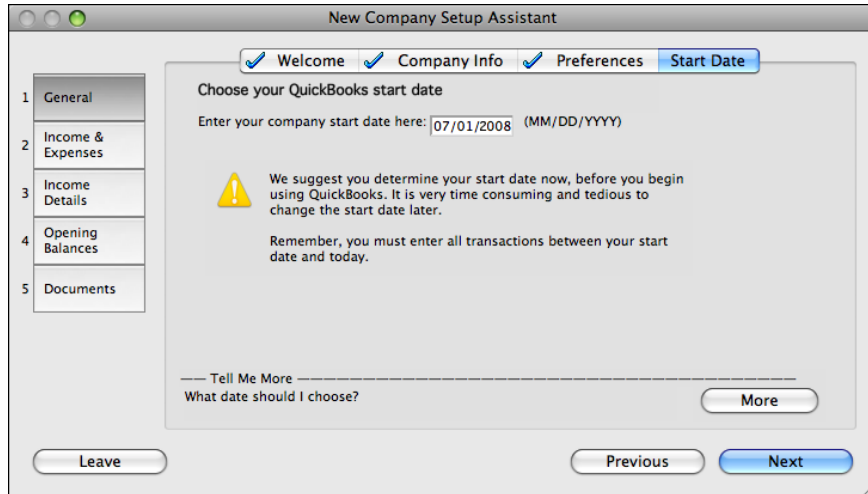 New Company Setup Assistant
Welcome Company Info Preferences Start Date
1 General
2 Income &
Expenses
3 Income
Details
4 Opening
Balances
5 Documents
Choose your QuickBooks start date
Enter your company start date here: 07/01/2008 (MM/DD/YYYY)
We suggest you determine your start date now, before you begin
using QuickBooks. It is very time consuming and tedious to
change the start date later.
Remember, you must enter all transactions between your start
date and today.
Tell Me More
What date should I choose?
More
Leave
Previous
Next